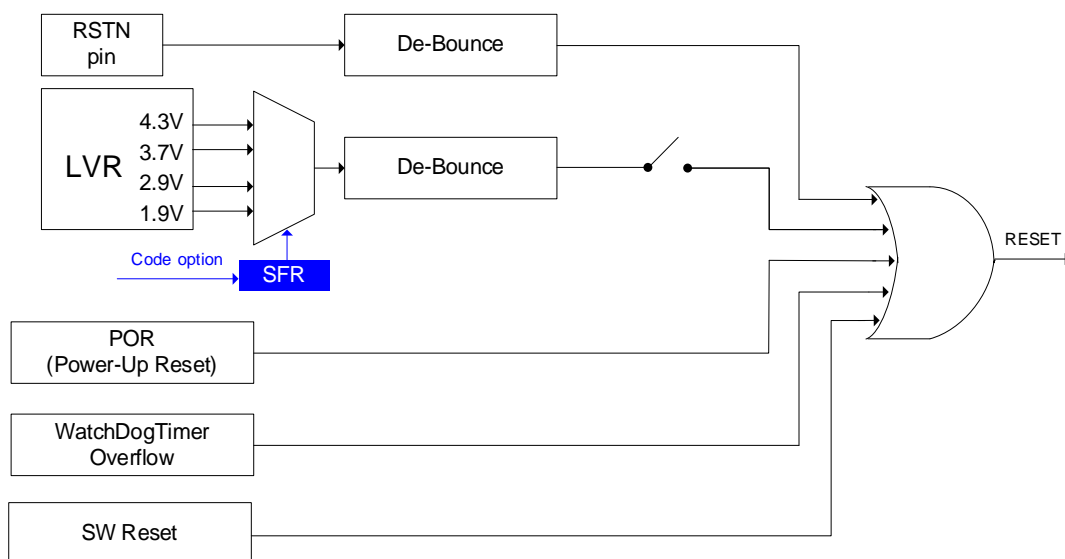 RSTN
pin
De-Bounce
LVR
4.3V
3.7V
2.9V
1.9V
De-Bounce
Code option
SFR
RESET
POR
(Power-Up Reset)
WatchDogTimer
Overflow
SW Reset